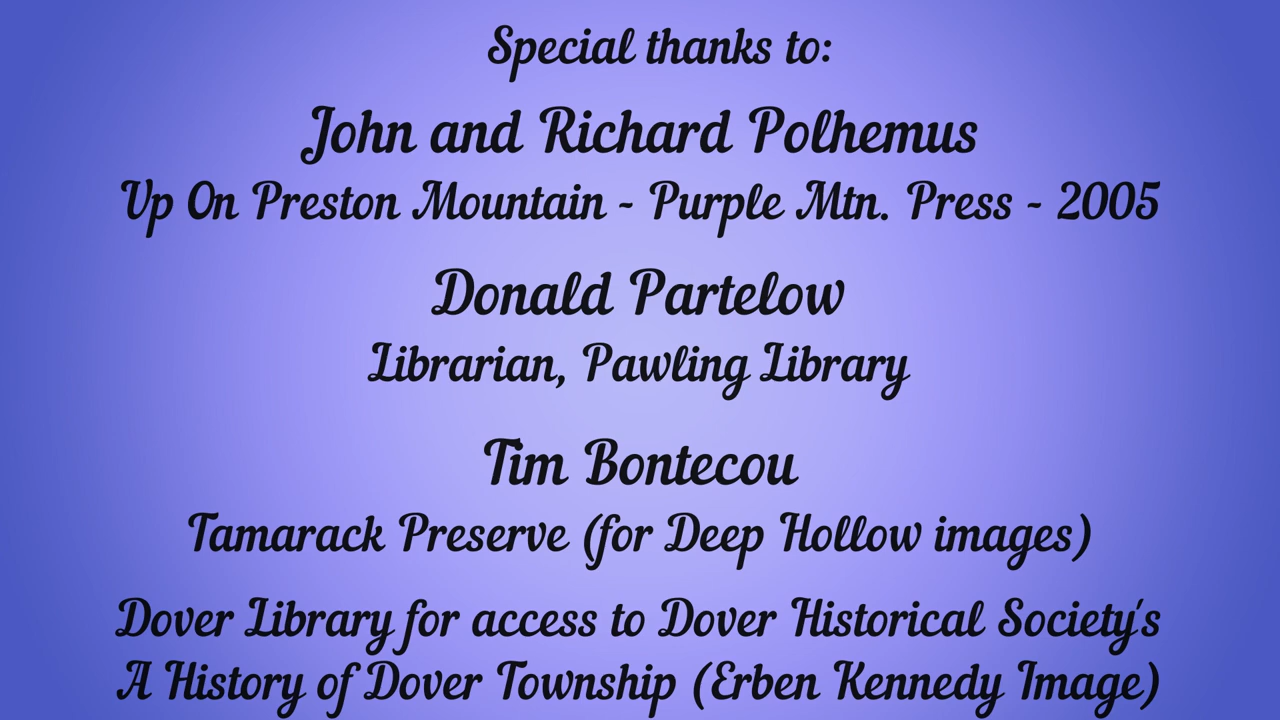 Special thanks to:
John and Richard Polhemus
Up On Preston Mountain - Purple Mtn. Press - 2005
Donald Partelow
Librarian, Pawling Library
Tim Bontecou
Tamarack Preserve (for Deep Hollow images)
Dover Library for access to Dover Historical Society's
A History of Dover Township (Erben Kennedy Image)